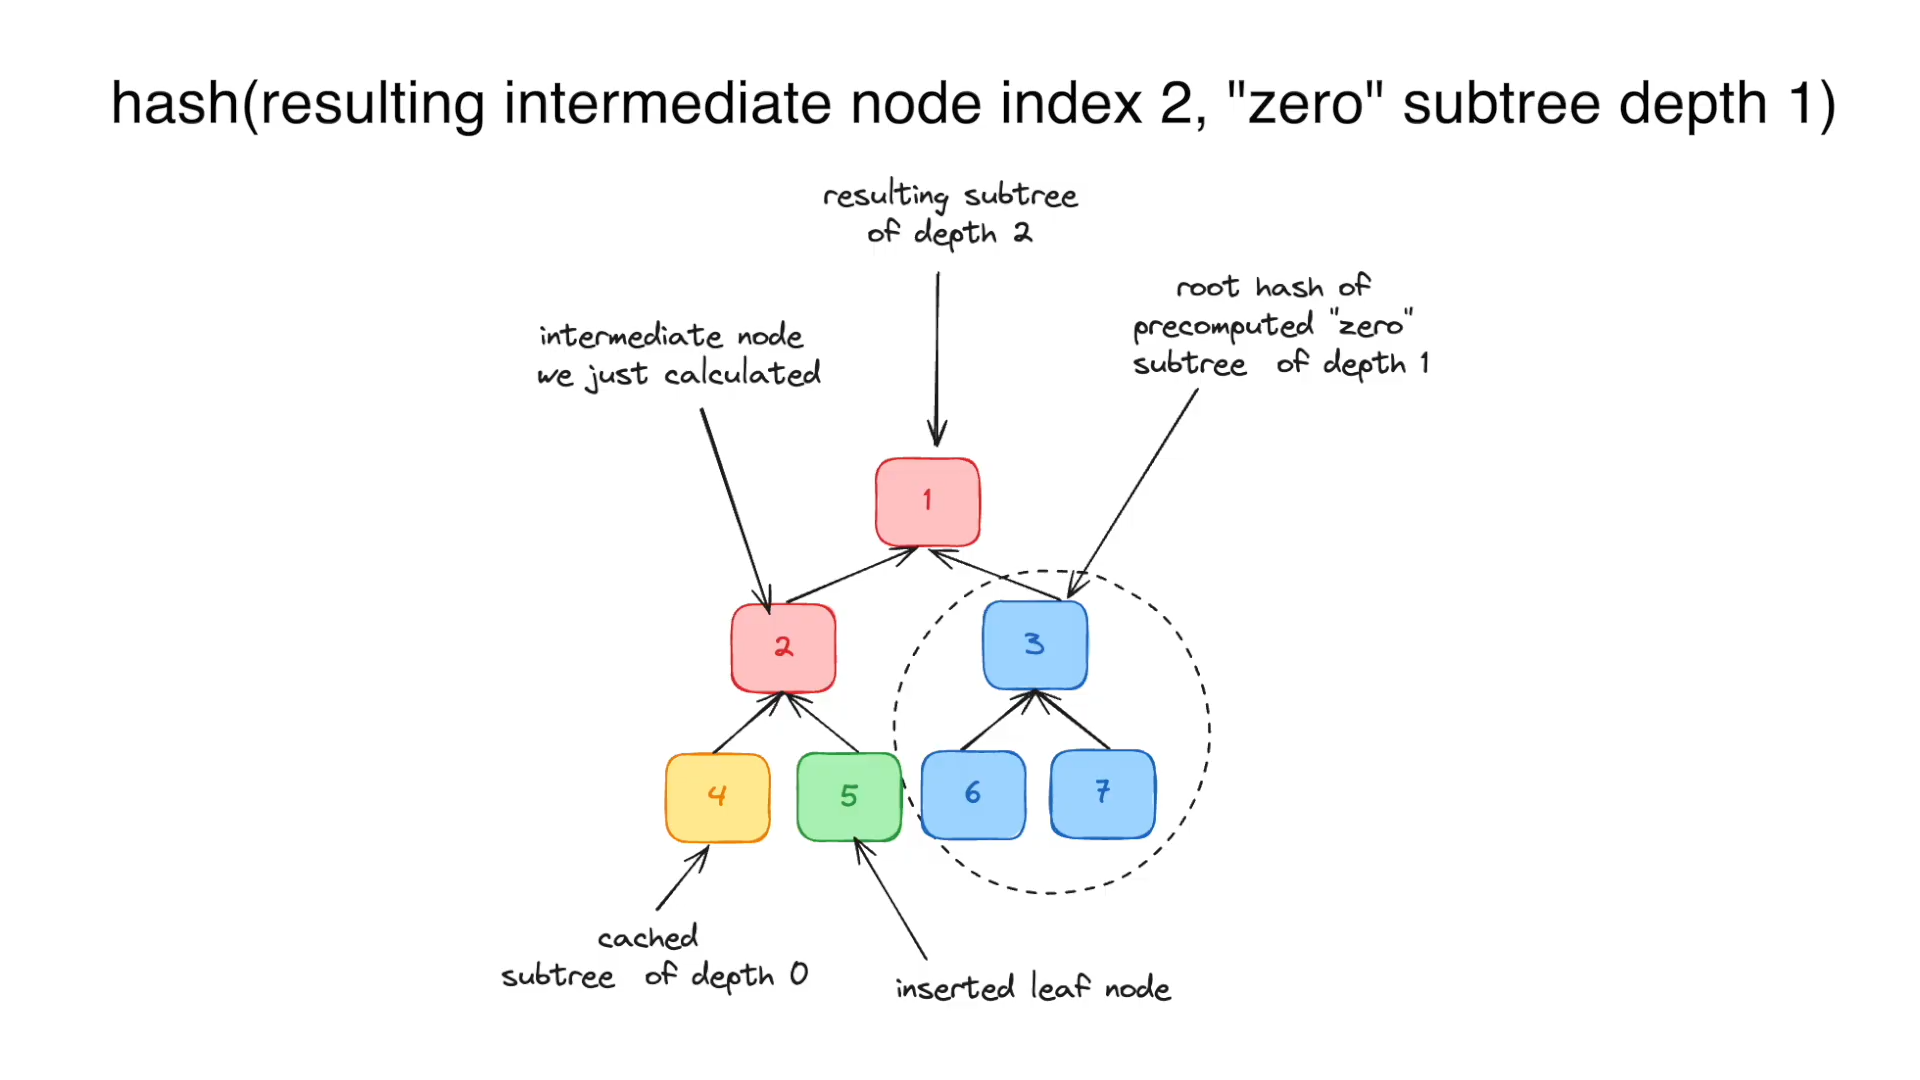 hash(resulting intermediate node index 2, "zero" subtree depth 1)
resulting subtree
of depth 2
root hash of
precomputed "zero"
subtree of depth 1
intermediate node
we just calculated
1
2
3
4
5
6
7
cached
subtree of depth 0
inserted leaf node